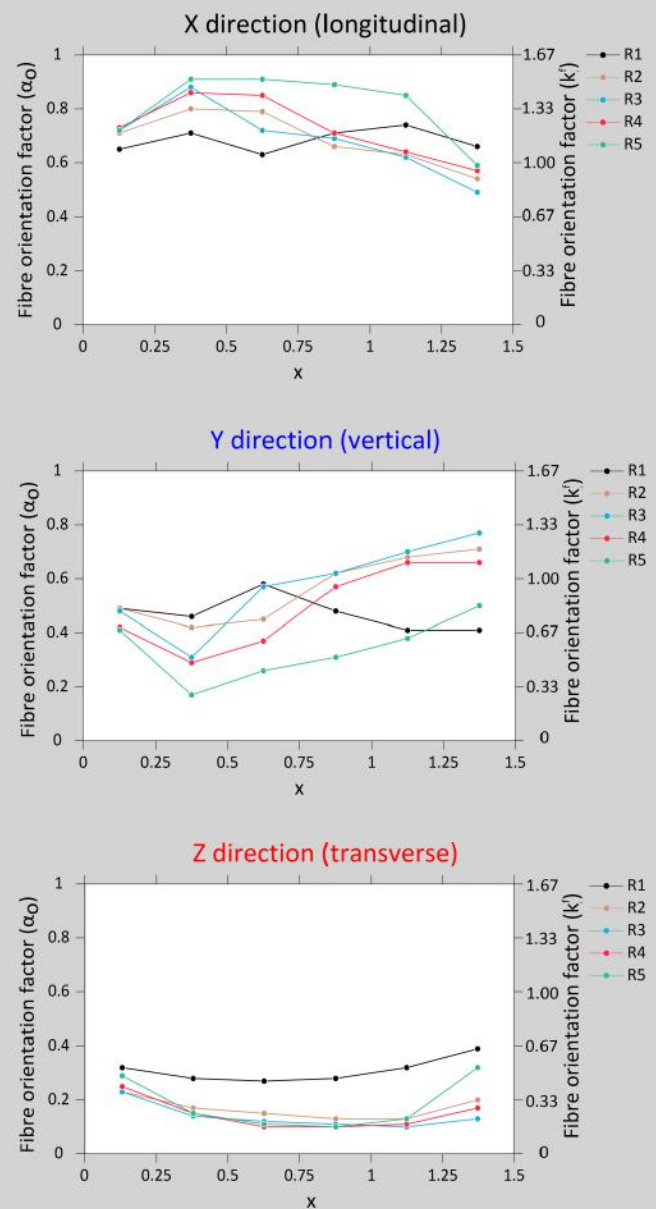 X direction (longitudinal)
Fibre orientation factor (αo)
1
0.8
0.6
0.4
0.2
0
0
0.25
0.5
0.75
1
1.25
1.5
x
1.67
1.33
1.00
0.67
0.33
0
Fibre orientation factor (kf)
R1
R2
R3
R4
R5
Y direction (vertical)
Fibre orientation factor (αo)
1
0.8
0.6
0.4
0.2
0
0
0.25
0.5
0.75
1
1.25
1.5
x
1.67
1.33
1.00
0.67
0.33
0
Fibre orientation factor (kf)
R1
R2
R3
R4
R5
Z direction (transverse)
Fibre orientation factor (αo)
1
0.8
0.6
0.4
0.2
0
0
0.25
0.5
0.75
1
1.25
1.5
x
1.67
1.33
1.00
0.67
0.33
0
Fibre orientation factor (kf)
R1
R2
R3
R4
R5